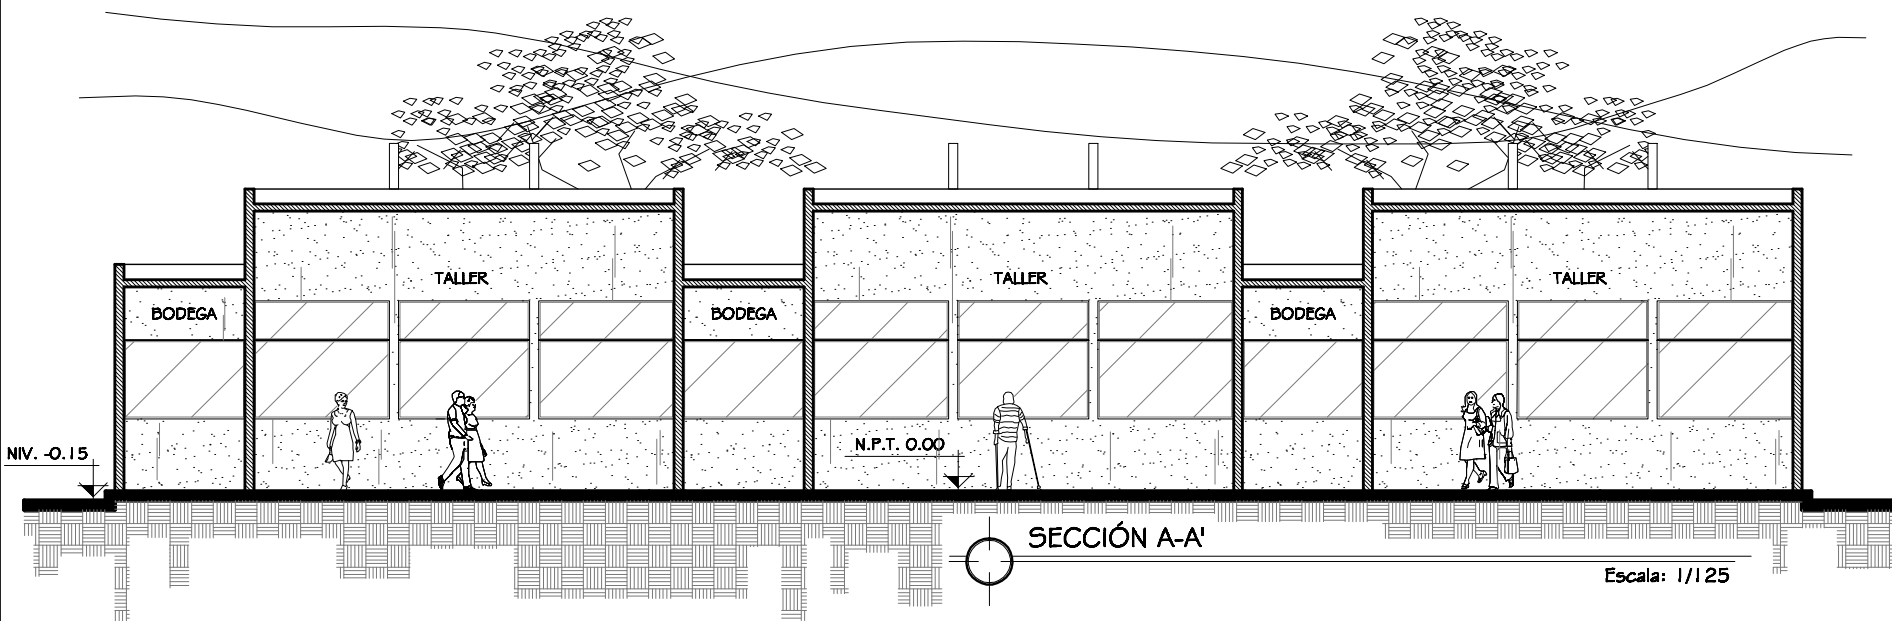 TALLER
TALLER
TALLER
BODEGA
BODEGA
BODEGA
NIV. -0.15
N.P.T. 0.00
SECCIÓN A-A'
Escala: 1/125